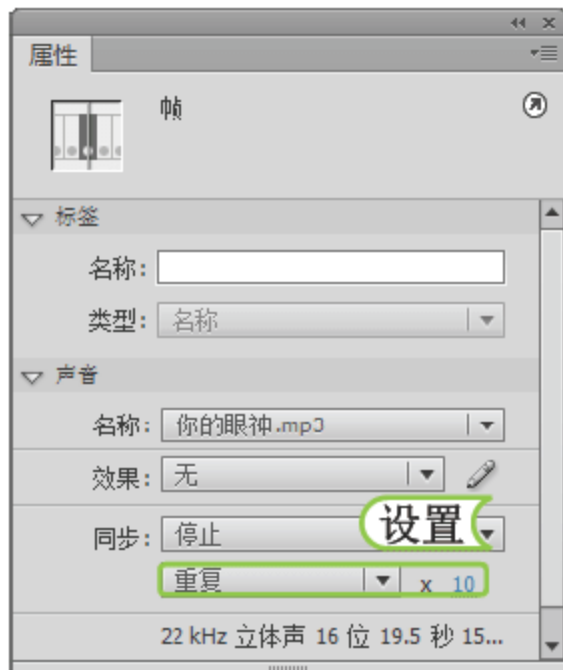 属性
帧
标签
名称:
类型: 名称
声音
名称: 你的眼神.mp3
效果: 无
同步: 停止 设置
重复 x 10
22 kHz 立体声 16 位 19.5 秒 15...